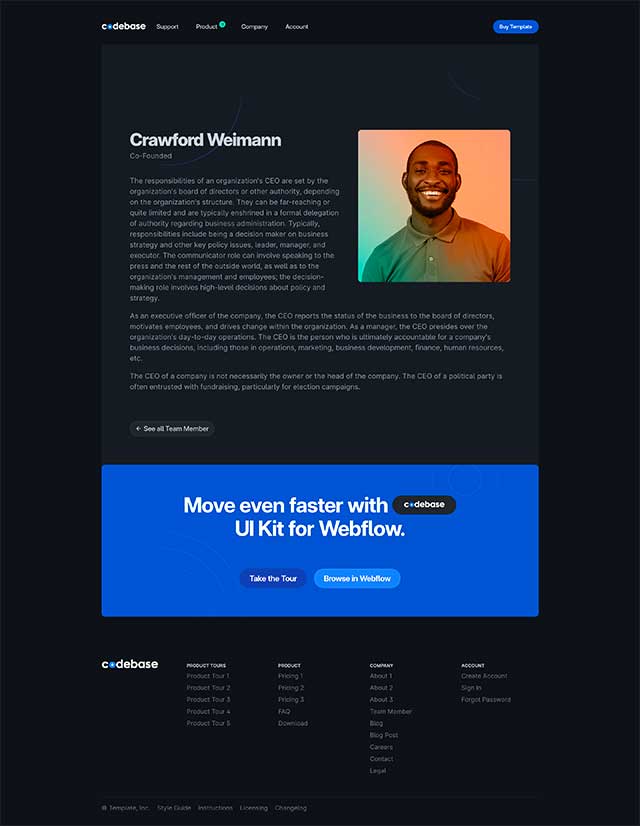 codebase
Support Product Company Account
Buy Template
Crawford Weimann
Co-Founded
The responsibilities of an organization's CEO are set by the
organization's board of directors or other authority, depending
on the organization's structure. They can be far-reaching or
quite limited and are typically enshrined in a formal delegation
of authority regarding business administration. Typically,
responsibilities include being a decision maker on business
strategy and other key policy issues, leader, manager, and
executor. The communicator role can involve speaking to the
press and the rest of the outside world, as well as to the
organization's management and employees; the decision-
making role involves high-level decisions about policy and
strategy.
As an executive officer of the company, the CEO reports the status of the business to the board of directors,
motivates employees, and drives change within the organization. As a manager, the CEO presides over the
organization's day-to-day operations. The CEO is the person who is ultimately accountable for a company's
business decisions, including those in operations, marketing, business development, finance, human resources,
etc.
The CEO of a company is not necessarily the owner or the head of the company. The CEO of a political party is
often entrusted with fundraising, particularly for election campaigns.
← See all Team Member
Move even faster with codebase
UI Kit for Webflow.
Take the Tour
Browse in Webflow
codebase
PRODUCT TOURS
Product Tour 1
Product Tour 2
Product Tour 3
Product Tour 4
Product Tour 5
PRODUCT
Pricing 1
Pricing 2
Pricing 3
FAQ
Download
COMPANY
About 1
About 2
About 3
Team Member
Blog
Blog Post
Careers
Contact
Legal
ACCOUNT
Create Account
Sign In
Forgot Password
© Template, Inc. Style Guide Instructions Licensing Changelog